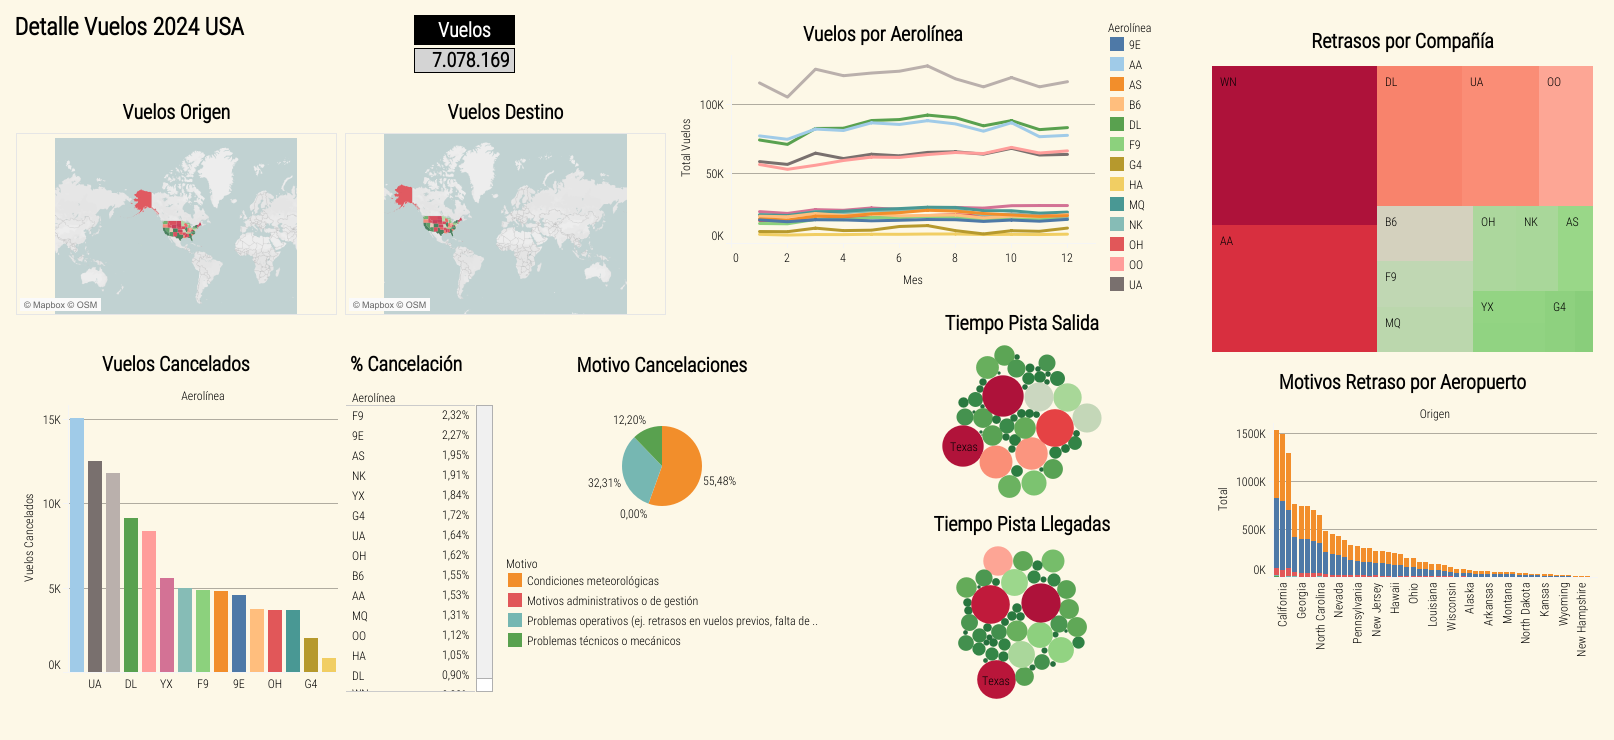 Detalle Vuelos 2024 USA
Vuelos
7.078.169
Vuelos Origen
© Mapbox © OSM
Vuelos Destino
© Mapbox © OSM
Vuelos por Aerolínea
Total Vuelos
100K
50K
0K
0
2
4
6
8
10
12
Mes
Aerolínea
9E
AA
AS
B6
DL
F9
G4
HA
MQ
NK
OH
OO
UA
Retrasos por Compañía
WN
DL
UA
OO
AA
B6
OH
NK
AS
F9
MQ
YX
G4
Vuelos Cancelados
Aerolínea
Vuelos Cancelados
15K
10K
5K
0K
UA
DL
YX
F9
9E
OH
G4
% Cancelación
Aerolínea
F9 2,32%
9E 2,27%
AS 1,95%
NK 1,91%
YX 1,84%
G4 1,72%
UA 1,64%
OH 1,62%
B6 1,55%
AA 1,53%
MQ 1,31%
OO 1,12%
HA 1,05%
DL 0,90%
Motivo Cancelaciones
12,20%
32,31%
55,48%
0,00%
Motivo
Condiciones meteorológicas
Motivos administrativos o de gestión
Problemas operativos (ej. retrasos en vuelos previos, falta de ..
Problemas técnicos o mecánicos
Tiempo Pista Salida
Texas
Tiempo Pista Llegadas
Texas
Motivos Retraso por Aeropuerto
Origen
Total
1500K
1000K
500K
0K
California
Georgia
North Carolina
Nevada
Pennsylvania
New Jersey
Hawaii
Ohio
Louisiana
Wisconsin
Alaska
Arkansas
Montana
North Dakota
Kansas
Wyoming
New Hampshire